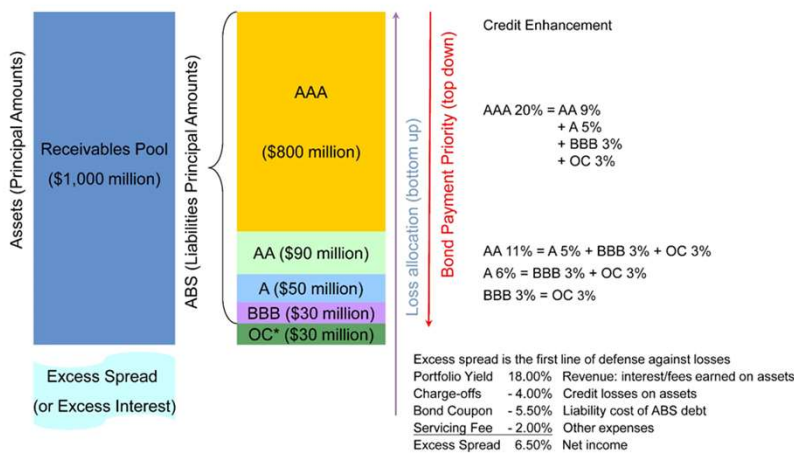 Assets (Principal Amounts)
Receivables Pool
($1,000 million)
Excess Spread
(or Excess Interest)
ABS (Liabilities Principal Amounts)
AAA
($800 million)
AA ($90 million)
A ($50 million)
BBB ($30 million)
OC* ($30 million)
Loss allocation (bottom up)
Bond Payment Priority (top down)
Credit Enhancement
AAA 20% = AA 9%
+ A 5%
+ BBB 3%
+ OC 3%
AA 11% = A 5% + BBB 3% + OC 3%
A 6% = BBB 3% + OC 3%
BBB 3% = OC 3%
Excess spread is the first line of defense against losses
Portfolio Yield 18.00% Revenue: interest/fees earned on assets
Charge-offs - 4.00% Credit losses on assets
Bond Coupon - 5.50% Liability cost of ABS debt
Servicing Fee - 2.00% Other expenses
Excess Spread 6.50% Net income